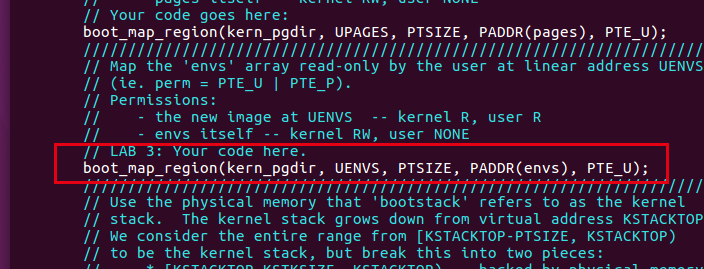 //      pages itself -- kernel RW, user NONE
// Your code goes here:
boot_map_region(kern_pgdir, UPAGES, PTSIZE, PADDR(pages), PTE_U);
//////////////////////////////////////////////////////////////////////
// Map the 'envs' array read-only by the user at linear address UENVS
// (ie. perm = PTE_U | PTE_P).
// Permissions:
//    - the new image at UENVS  -- kernel R, user R
//    - envs itself -- kernel RW, user NONE
// LAB 3: Your code here.
boot_map_region(kern_pgdir, UENVS, PTSIZE, PADDR(envs), PTE_U);
//////////////////////////////////////////////////////////////////////
// Use the physical memory that 'bootstack' refers to as the kernel
// stack.  The kernel stack grows down from virtual address KSTACKTOP
// We consider the entire range from [KSTACKTOP-PTSIZE, KSTACKTOP)
// to be the kernel stack, but break this into two pieces:
//     * [KSTACKTOP-KSTKSIZE, KSTACKTOP) -- backed by physical memory